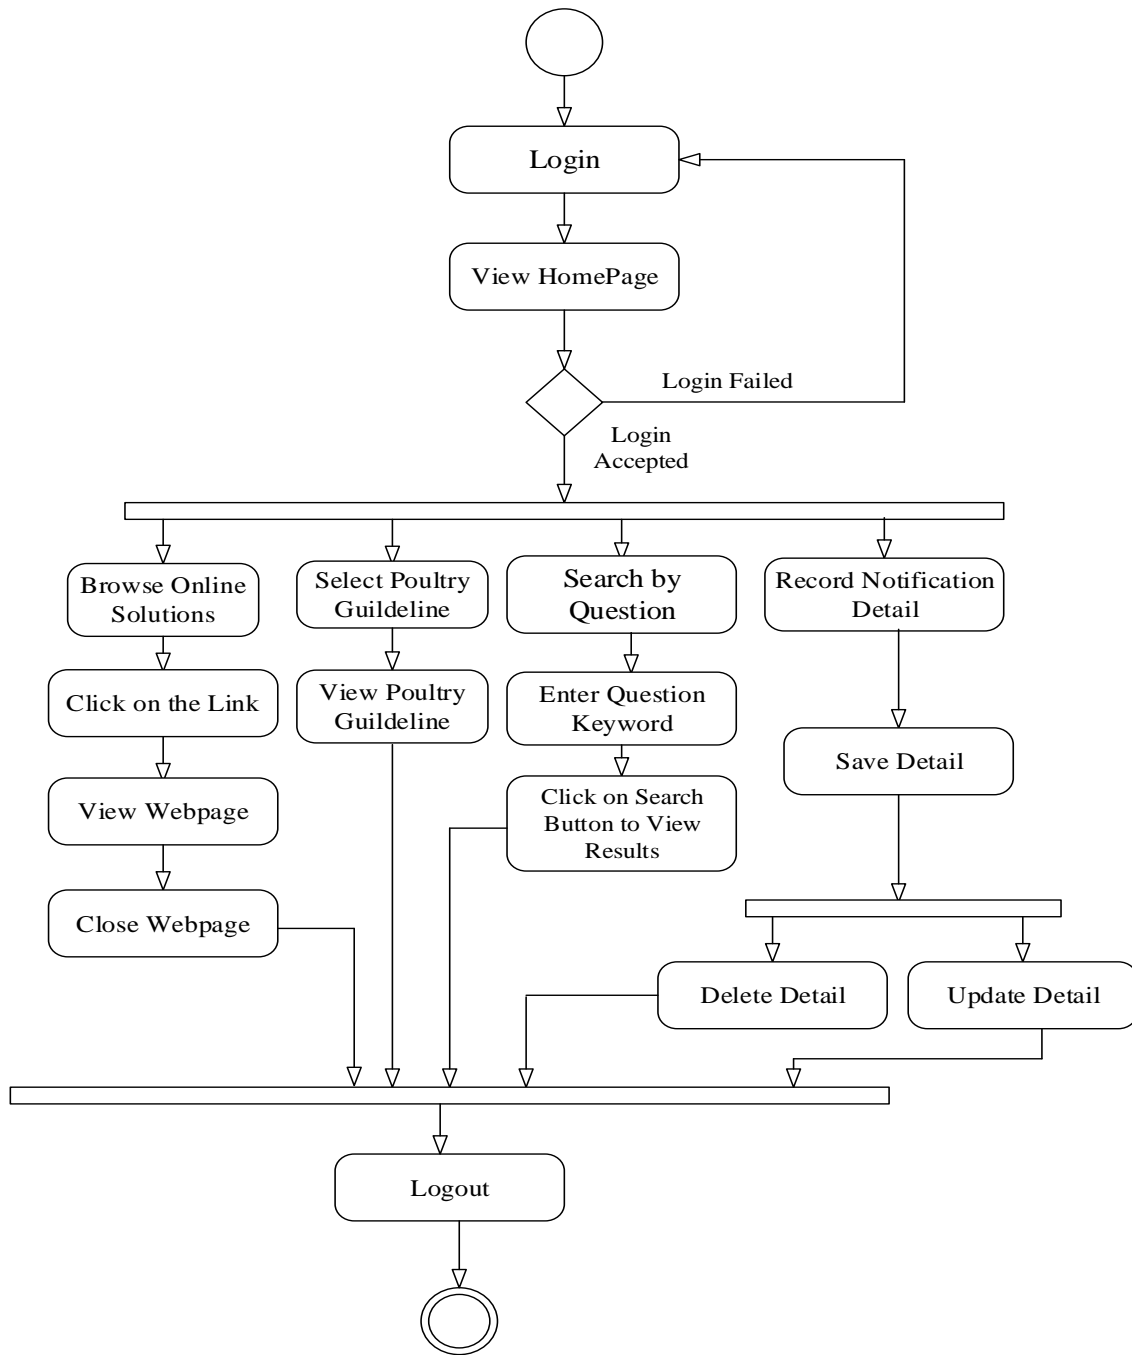 Login
View HomePage
Login Failed
Login
Accepted
Browse Online
Solutions
Select Poultry
Guildeline
Search by
Question
Record Notification
Detail
Click on the Link
View Poultry
Guildeline
Enter Question
Keyword
Save Detail
View Webpage
Click on Search
Button to View
Results
Close Webpage
Delete Detail
Update Detail
Logout